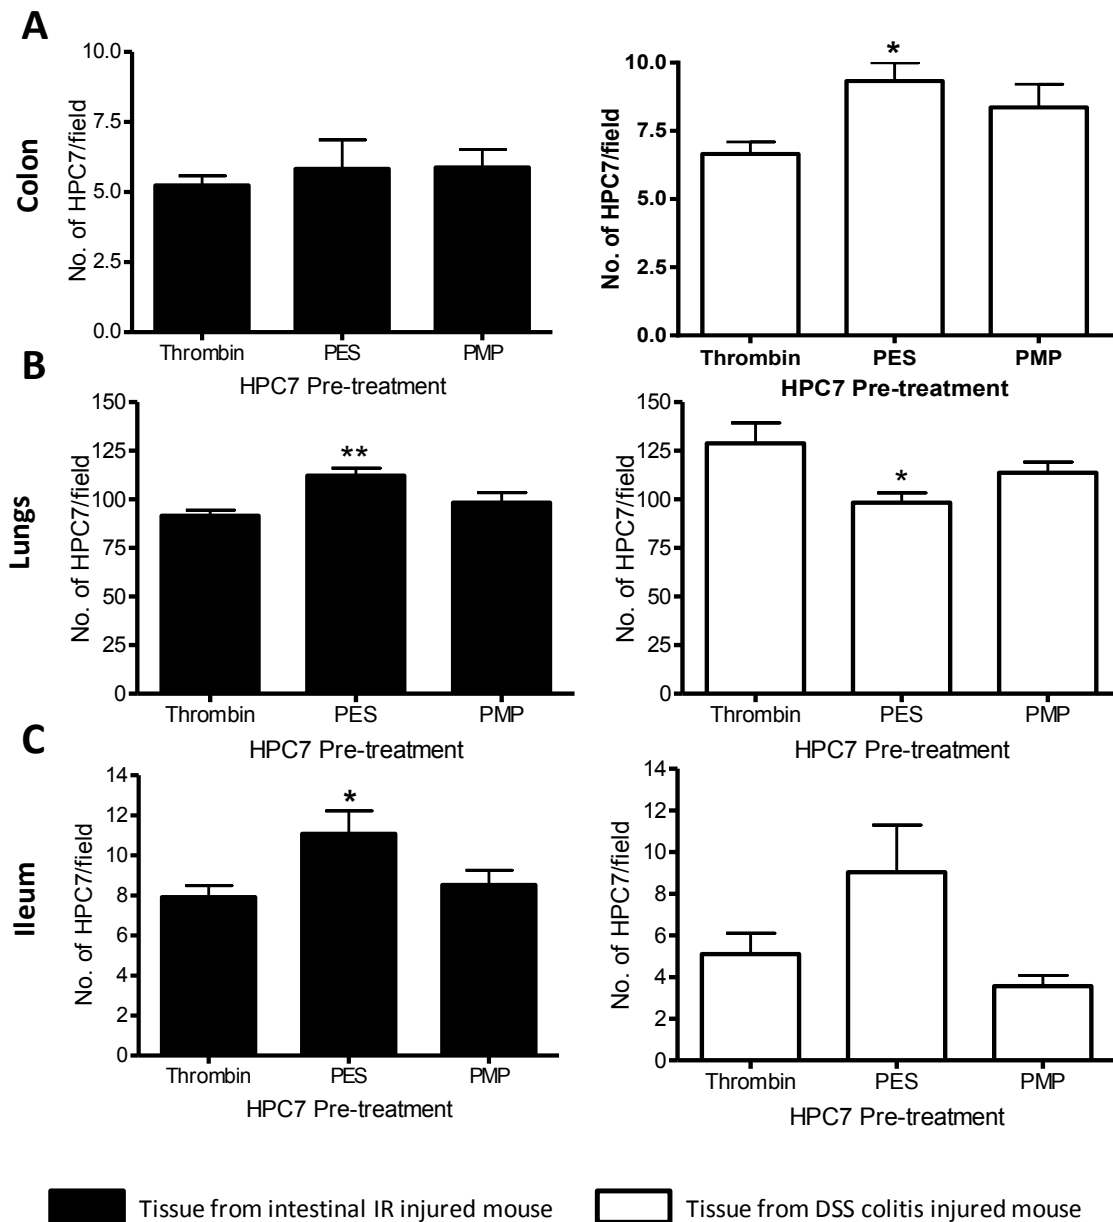 A
Colon
No. of HPC7/field
10.0
7.5
5.0
2.5
0.0
Thrombin PES PMP
HPC7 Pre-treatment
No. of HPC7/field
10.0
7.5
5.0
2.5
0.0
*
Thrombin PES PMP
HPC7 Pre-treatment
B
Lungs
No. of HPC7/field
150
125
100
75
50
25
0
**
Thrombin PES PMP
HPC7 Pre-treatment
No. of HPC7/field
150
125
100
75
50
25
0
*
Thrombin PES PMP
HPC7 Pre-treatment
C
Ileum
No. of HPC7/field
14
12
10
8
6
4
2
0
*
Thrombin PES PMP
HPC7 Pre-treatment
No. of HPC7/field
14
12
10
8
6
4
2
0
Thrombin PES PMP
HPC7 Pre-treatment
Tissue from intestinal IR injured mouse
Tissue from DSS colitis injured mouse